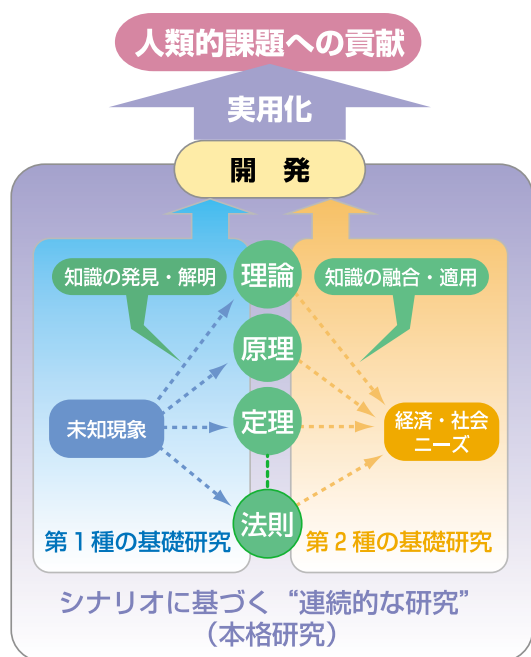 人類的課題への貢献
実用化
開　発
知識の発見・解明
理論
知識の融合・適用
原理
未知現象
定理
経済・社会
ニーズ
法則
第１種の基礎研究
第２種の基礎研究
シナリオに基づく“連続的な研究”
（本格研究）